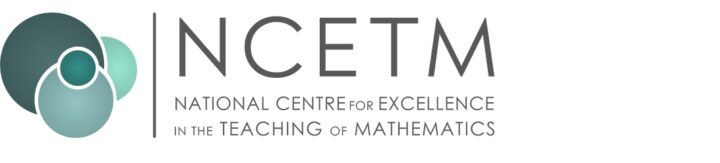 NCETM
NATIONAL CENTRE FOR EXCELLENCE
IN THE TEACHING OF MATHEMATICS